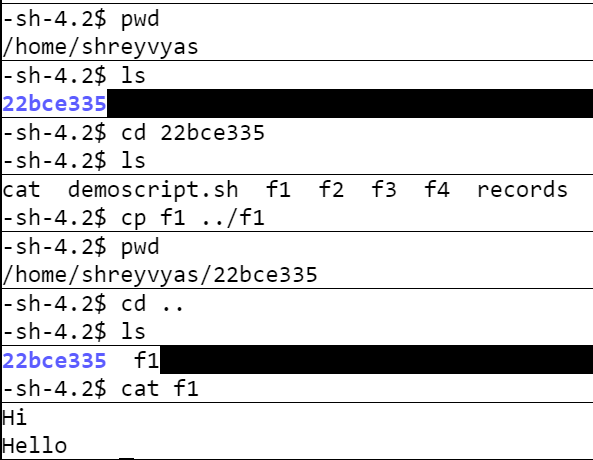 -sh-4.2$ pwd
/home/shreyvyas
-sh-4.2$ ls
22bce335
-sh-4.2$ cd 22bce335
-sh-4.2$ ls
cat  demoscript.sh  f1  f2  f3  f4  records
-sh-4.2$ cp f1 ../f1
-sh-4.2$ pwd
/home/shreyvyas/22bce335
-sh-4.2$ cd ..
-sh-4.2$ ls
22bce335  f1
-sh-4.2$ cat f1
Hi
Hello